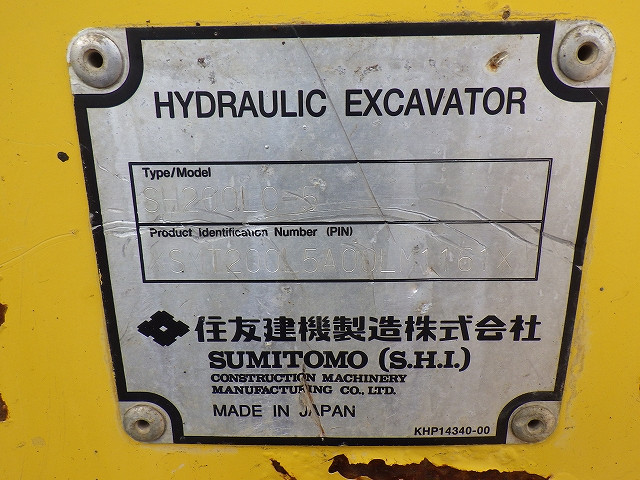 HYDRAULIC EXCAVATOR
Type/Model
Product Identification Number (PIN)
住友建機製造株式会社
SUMITOMO (S.H.I.)
CONSTRUCTION MACHINERY
MANUFACTURING CO., LTD.
MADE IN JAPAN
KHP14340-00